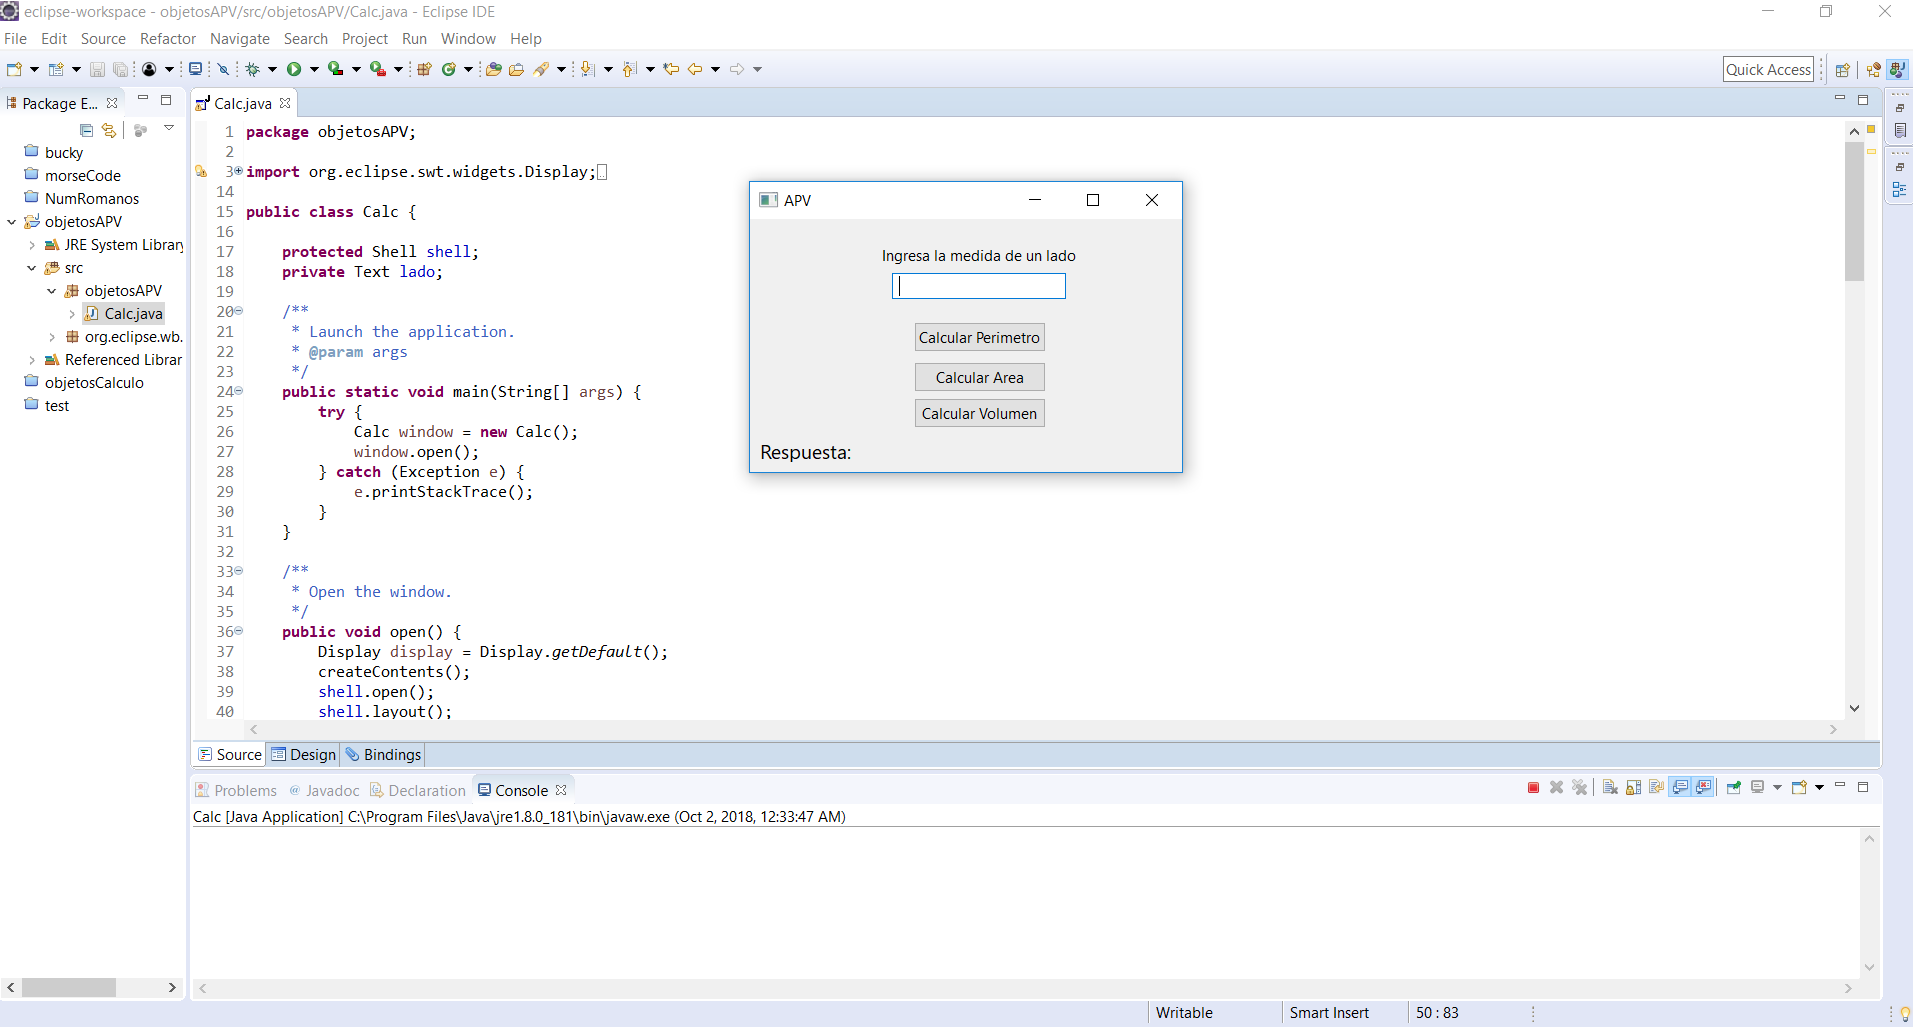 eclipse-workspace - objetosAPV/src/objetosAPV/Calc.java - Eclipse IDE
File Edit Source Refactor Navigate Search Project Run Window Help
Quick Access
Package E...
bucky
morseCode
NumRomanos
objetosAPV
JRE System Library
src
objetosAPV
Calc.java
org.eclipse.wb.
Referenced Librar
objetosCalculo
test
Calc.java
1 package objetosAPV;
2
3 import org.eclipse.swt.widgets.Display;
14
15 public class Calc {
16
17 protected Shell shell;
18 private Text lado;
19
20 /**
21 * Launch the application.
22 * @param args
23 */
24 public static void main(String[] args) {
25 try {
26 Calc window = new Calc();
27 window.open();
28 } catch (Exception e) {
29 e.printStackTrace();
30 }
31 }
32
33 /**
34 * Open the window.
35 */
36 public void open() {
37 Display display = Display.getDefault();
38 createContents();
39 shell.open();
40 shell.layout();
APV
Ingresa la medida de un lado
Calcular Perimetro
Calcular Area
Calcular Volumen
Respuesta:
Source Design Bindings
Problems @ Javadoc Declaration Console
Calc [Java Application] C:\Program Files\Java\jre1.8.0_181\bin\javaw.exe (Oct 2, 2018, 12:33:47 AM)
Writable Smart Insert 50 : 83